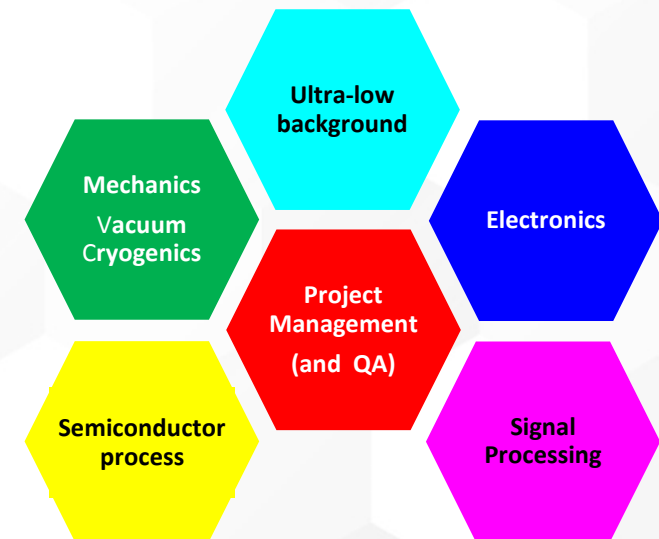 Ultra-low
background
Mechanics
Vacuum
Cryogenics
Electronics
Project
Management
(and QA)
Semiconductor
process
Signal
Processing